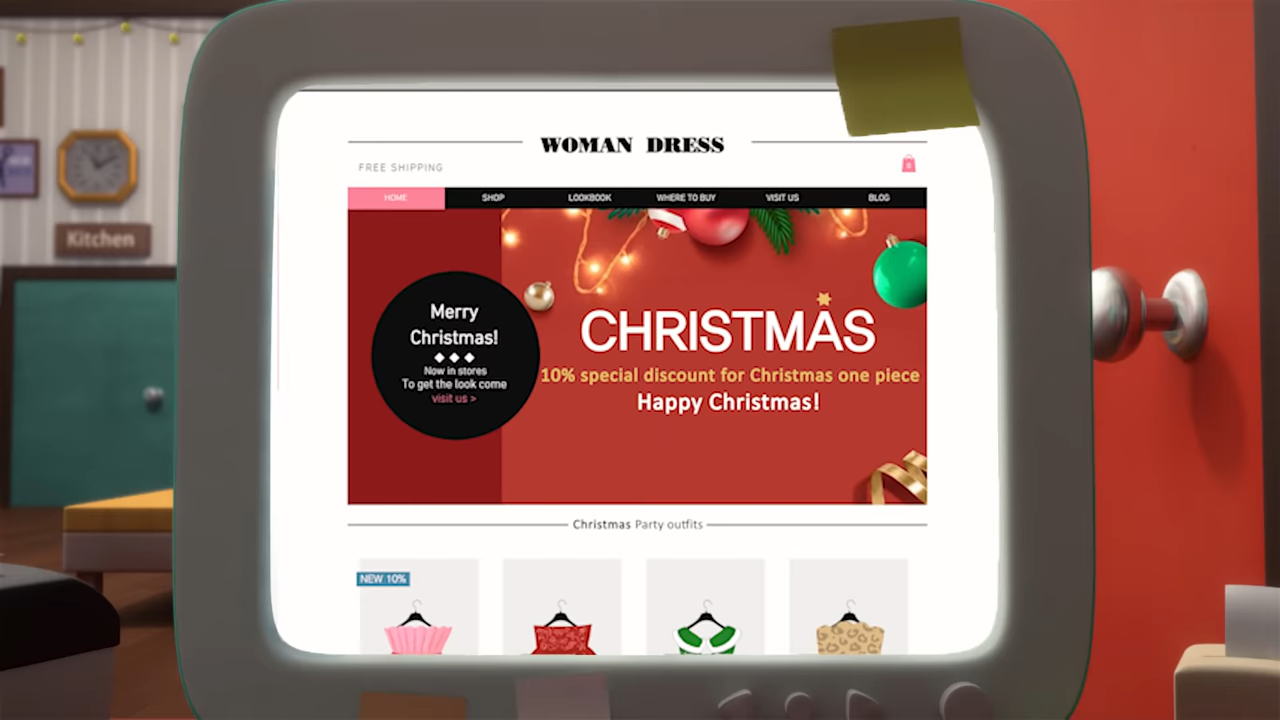 WOMAN DRESS
FREE SHIPPING
HOME SHOP LOOKBOOK WHERE TO BUY VISIT US BLOG
Merry
Christmas!
Now in stores
To get the look come
visit us >
CHRISTMAS
10% special discount for Christmas one piece
Happy Christmas!
Christmas Party outfits
NEW 10%
Kitchen